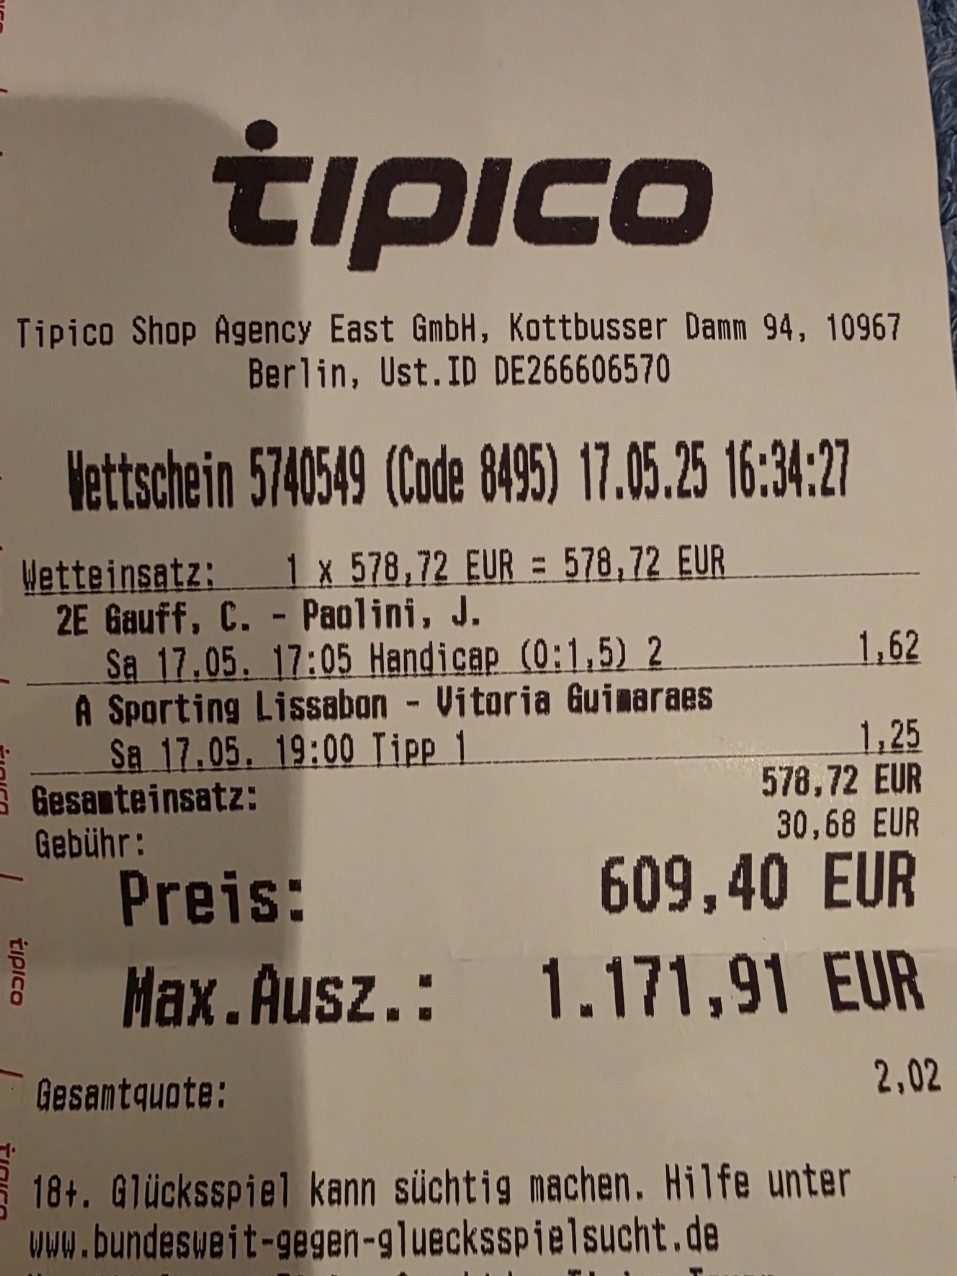 tipico
Tipico Shop Agency East GmbH, Kottbusser Damm 94, 10967
Berlin, Ust.ID DE266606570
Wettschein 5740549 (Code 8495) 17.05.25 16:34:27
Wetteinsatz: 1 x 578,72 EUR = 578,72 EUR
2E Gauff, C. - Paolini, J.
Sa 17.05. 17:05 Handicap (0:1,5) 2 1,62
A Sporting Lissabon - Vitoria Guimaraes
Sa 17.05. 19:00 Tipp 1 1,25
Gesamteinsatz: 578,72 EUR
Gebühr: 30,68 EUR
Preis: 609,40 EUR
Max.Ausz.: 1.171,91 EUR
Gesamtquote: 2,02
18+. Glücksspiel kann süchtig machen. Hilfe unter
www.bundesweit-gegen-gluecksspielsucht.de
tipico